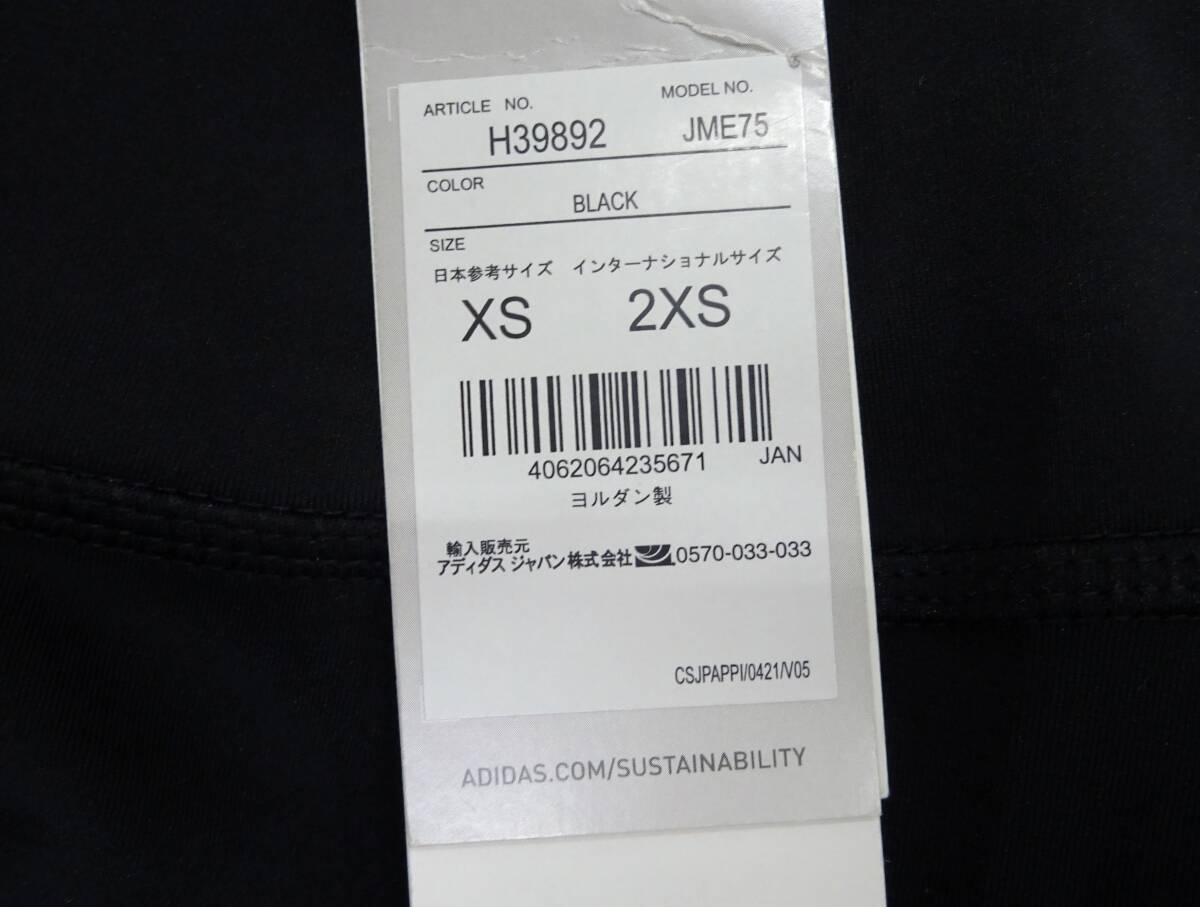 ARTICLE NO. MODEL NO.
H39892 JME75
COLOR
BLACK
SIZE
日本参考サイズ インターナショナルサイズ
XS 2XS
4062064235671 JAN
ヨルダン製
輸入販売元
アディダス ジャパン株式会社 0570-033-033
CSJPAPPI/0421/V05
ADIDAS.COM/SUSTAINABILITY